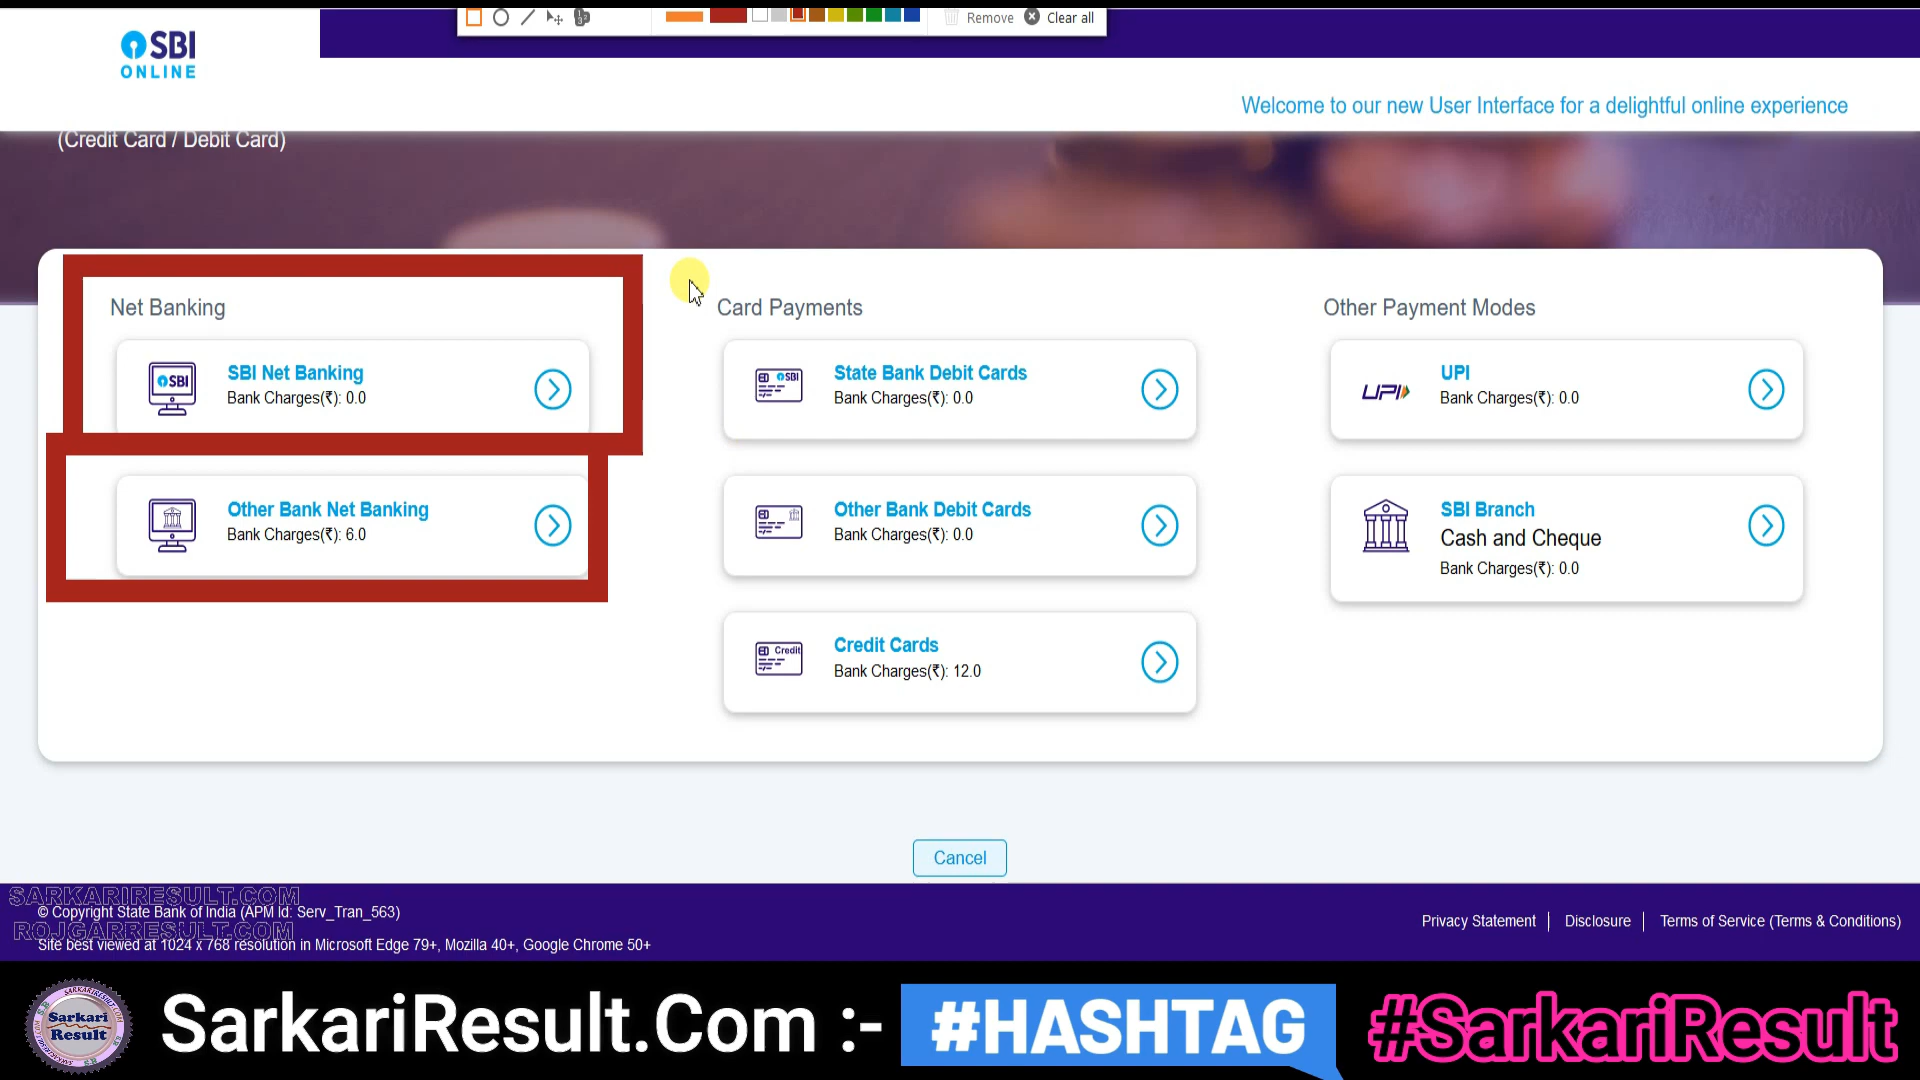 Remove
Clear all
SBI
ONLINE
Welcome to our new User Interface for a delightful online experience
(Credit Card / Debit Card)
Net Banking
SBI
SBI Net Banking
Bank Charges(₹): 0.0
Other Bank Net Banking
Bank Charges(₹): 6.0
Card Payments
SBI
State Bank Debit Cards
Bank Charges(₹): 0.0
Other Bank Debit Cards
Bank Charges(₹): 0.0
Credit
Credit Cards
Bank Charges(₹): 12.0
Other Payment Modes
UPI
UPI
Bank Charges(₹): 0.0
SBI Branch
Cash and Cheque
Bank Charges(₹): 0.0
Cancel
SARKARIRESULT.COM
© Copyright State Bank of India (APM Id: Serv_Tran_563)
ROJGARRESULT.COM
Site best viewed at 1024 x 768 resolution in Microsoft Edge 79+, Mozilla 40+, Google Chrome 50+
Privacy Statement
Disclosure
Terms of Service (Terms & Conditions)
Sarkari
Result
SarkariResult.Com :-
#HASHTAG
#SarkariResult